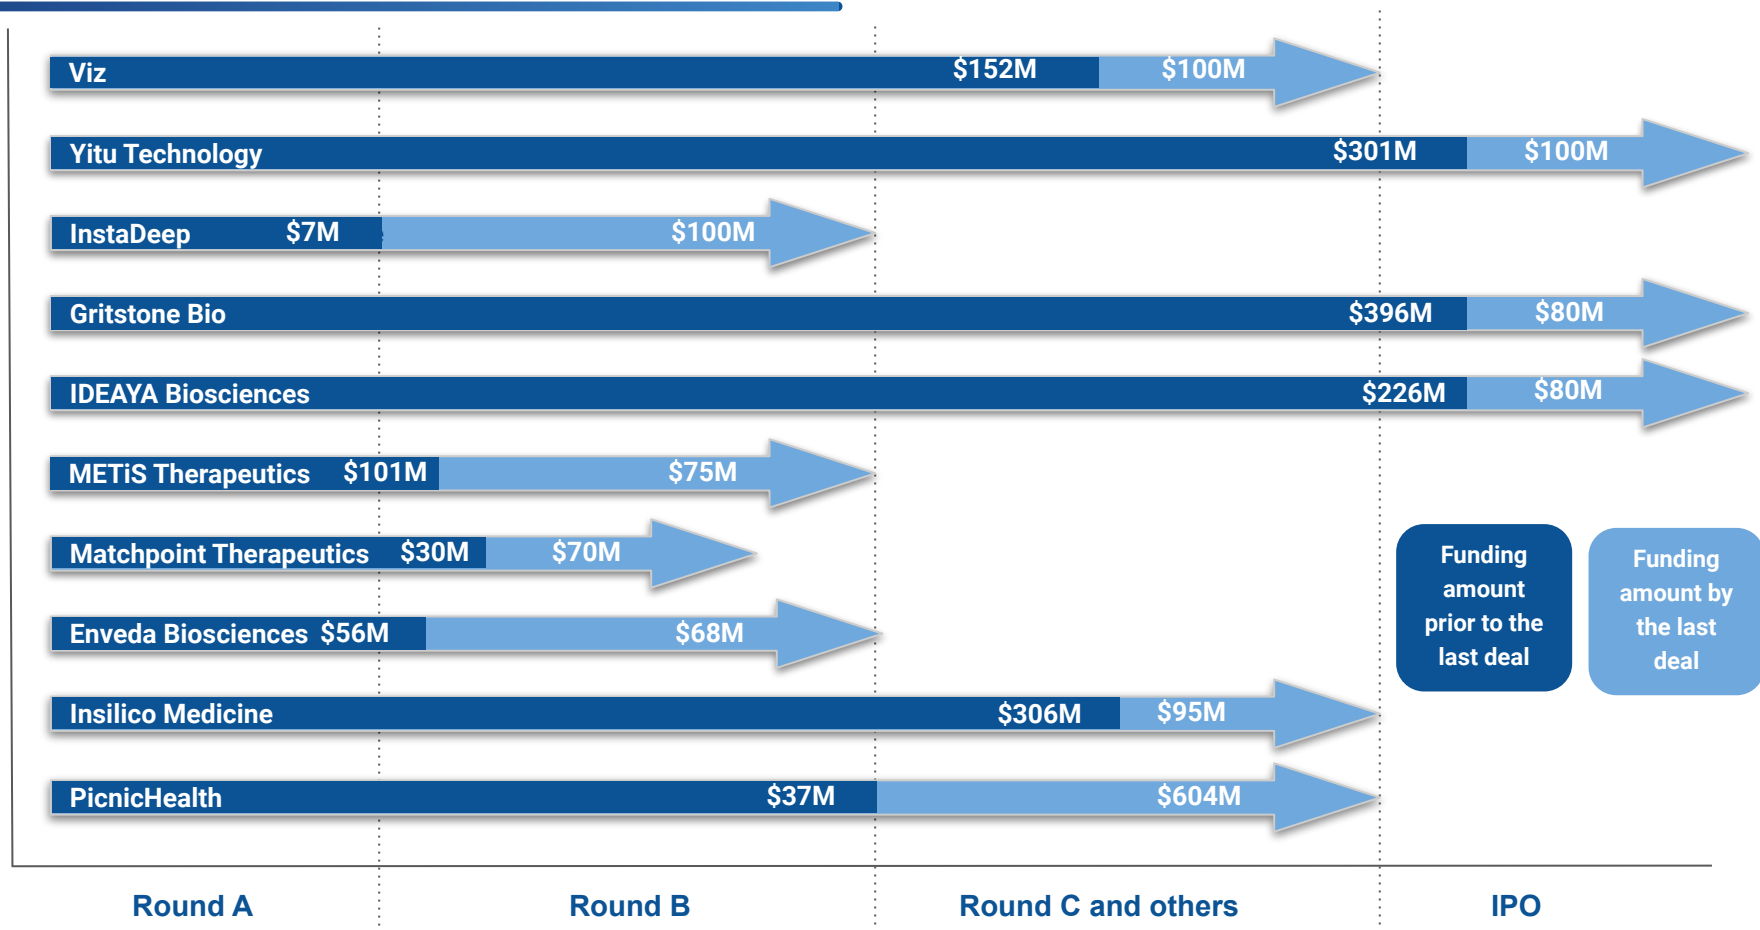 Viz $152M $100M
Yitu Technology $301M $100M
InstaDeep $7M $100M
Gritstone Bio $396M $80M
IDEAYA Biosciences $226M $80M
METiS Therapeutics $101M $75M
Matchpoint Therapeutics $30M $70M
Enveda Biosciences $56M $68M
Insilico Medicine $306M $95M
PicnicHealth $37M $604M
Funding
amount
prior to the
last deal
Funding
amount by
the last
deal
Round A Round B Round C and others IPO